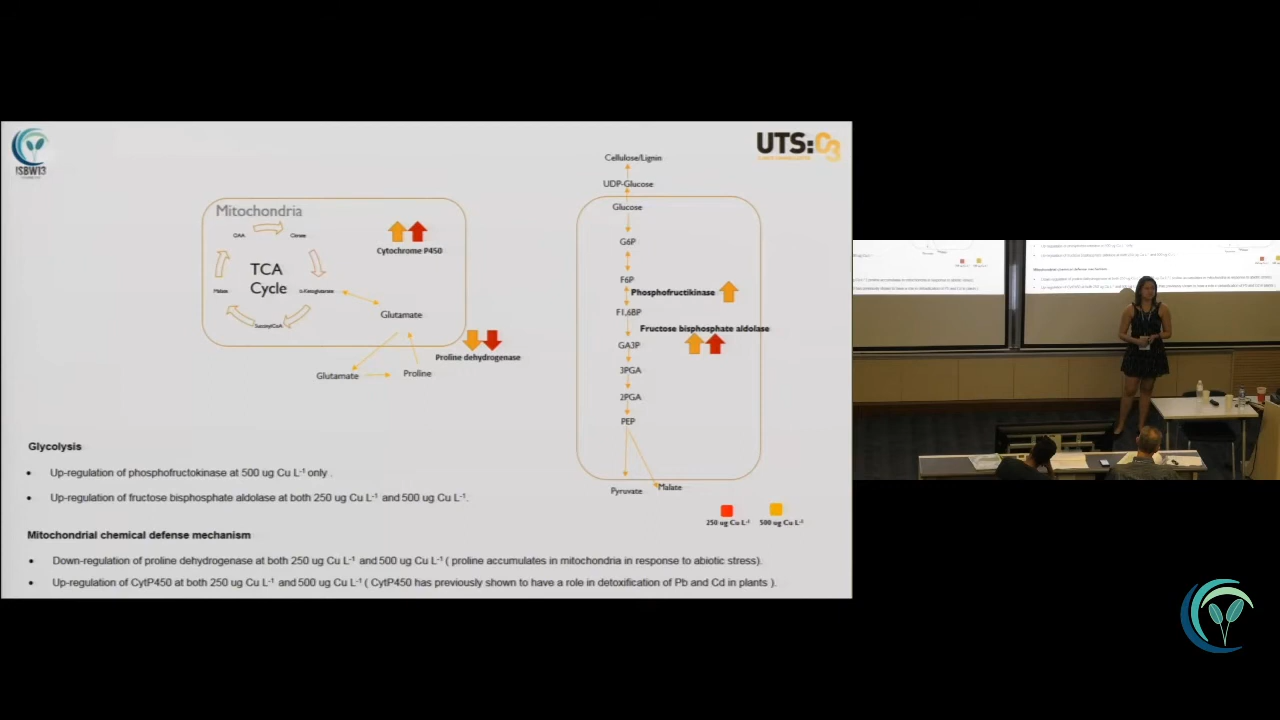 ISBW13
UTS:C3
Cellulose/Lignin
UDP-Glucose
Glucose
G6P
F6P
Phosphofructikinase
F1,6BP
Fructose bisphosphate aldolase
GA3P
3PGA
2PGA
PEP
Pyruvate
Malate
250 ug Cu L-1
500 ug Cu L-1
Mitochondria
OAA
Citrate
TCA
Cycle
Malate
Succinyl CoA
Cytochrome P450
Glutamate
Proline dehydrogenase
Glutamate
Proline
Glycolysis
• Up-regulation of phosphofructokinase at 500 ug Cu L-1 only .
• Up-regulation of fructose bisphosphate aldolase at both 250 ug Cu L-1 and 500 ug Cu L-1.
Mitochondrial chemical defense mechanism
• Down-regulation of proline dehydrogenase at both 250 ug Cu L-1 and 500 ug Cu L-1 ( proline accumulates in mitochondria in response to abiotic stress).
• Up-regulation of CytP450 at both 250 ug Cu L-1 and 500 ug Cu L-1 ( CytP450 has previously shown to have a role in detoxification of Pb and Cd in plants ).